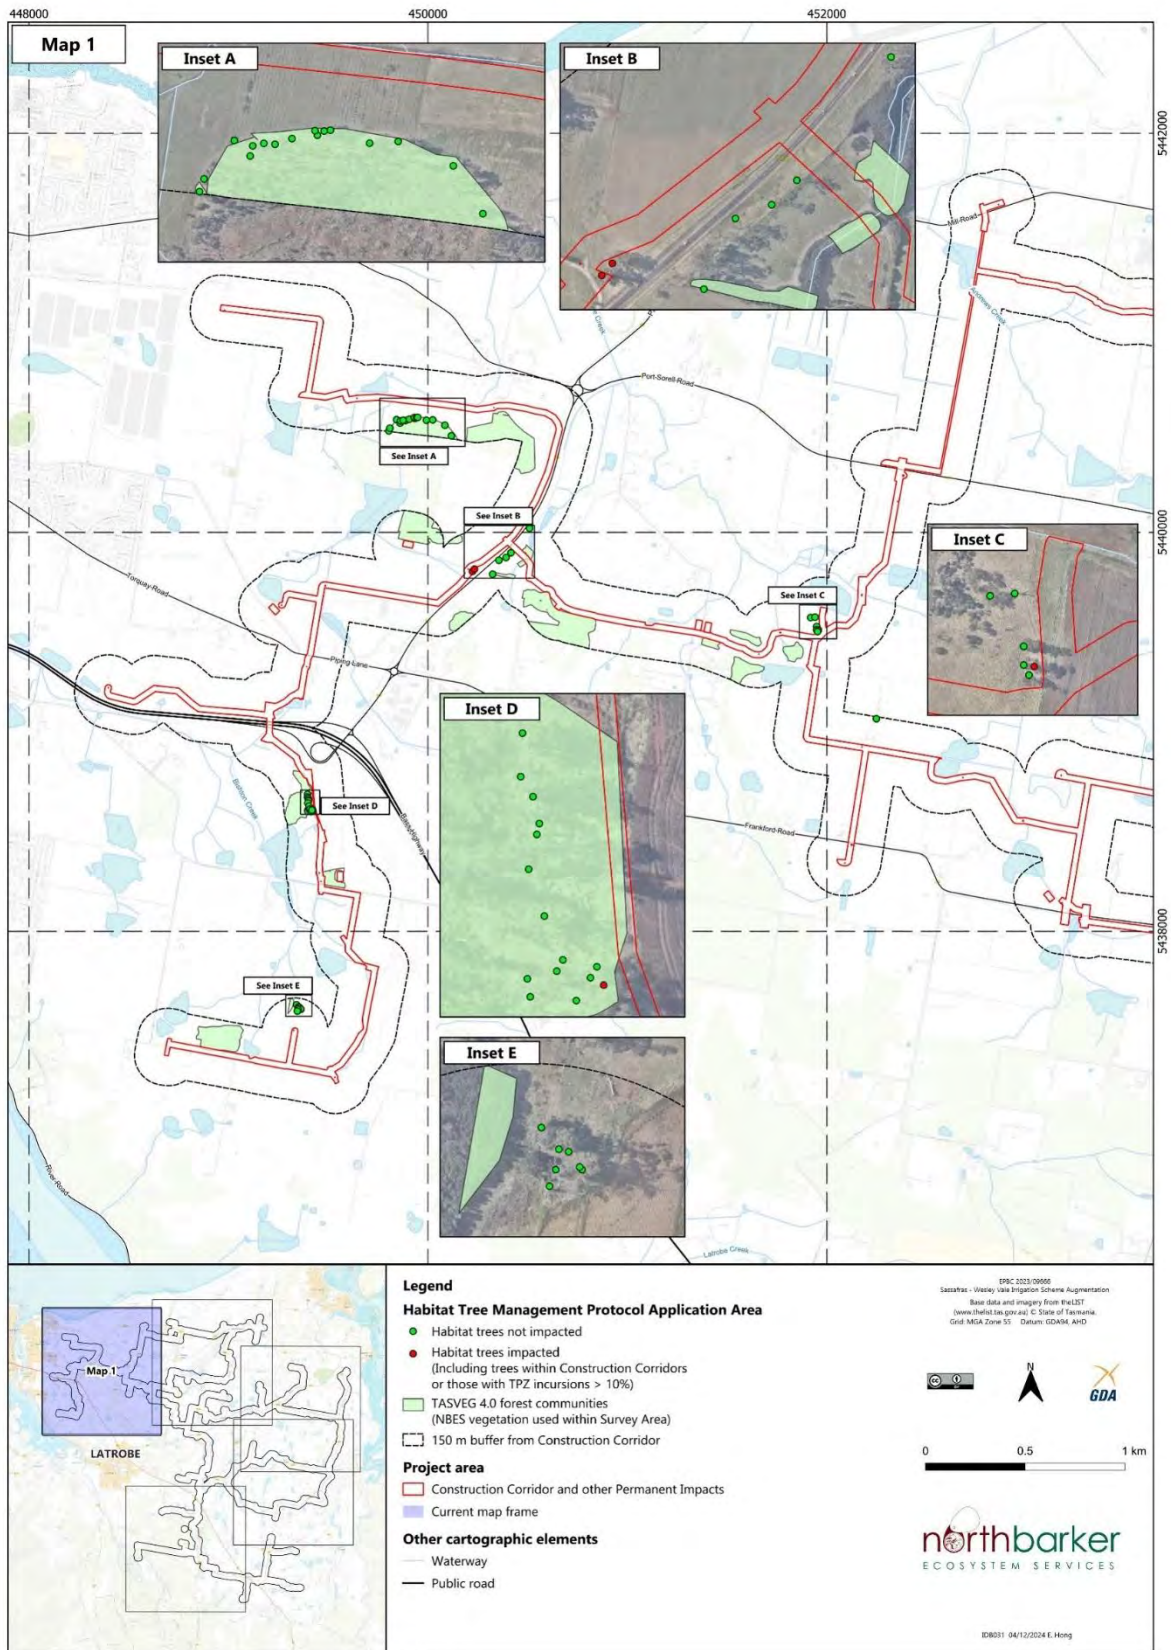 448000
450000
452000
Map 1
Inset A
Inset B
5442000
Mill-Road
Andrews Creek
Port-Sorell-Road
See Inset A
See Inset B
5440000
Inset C
Torquay-Road
See Inset C
Piping-Lane
Inset D
See Inset D
Bass-Highway
Frankford-Road
5438000
See Inset E
Inset E
River-Road
Latrobe Creek
Map 1
LATROBE
Legend
Habitat Tree Management Protocol Application Area
Habitat trees not impacted
Habitat trees impacted
(Including trees within Construction Corridors
or those with TPZ incursions > 10%)
TASVEG 4.0 forest communities
(NBES vegetation used within Survey Area)
150 m buffer from Construction Corridor
Project area
Construction Corridor and other Permanent Impacts
Current map frame
Other cartographic elements
Waterway
Public road
EPBC 2023/09666
Sassafras - Wesley Vale Irrigation Scheme Augmentation
Base data and imagery from theLIST
(www.thelist.tas.gov.au) © State of Tasmania.
Grid: MGA Zone 55 Datum: GDA94, AHD
cc
N
GDA
0 0.5 1 km
northbarker
ECOSYSTEM SERVICES
04/12/2024 E. Hong